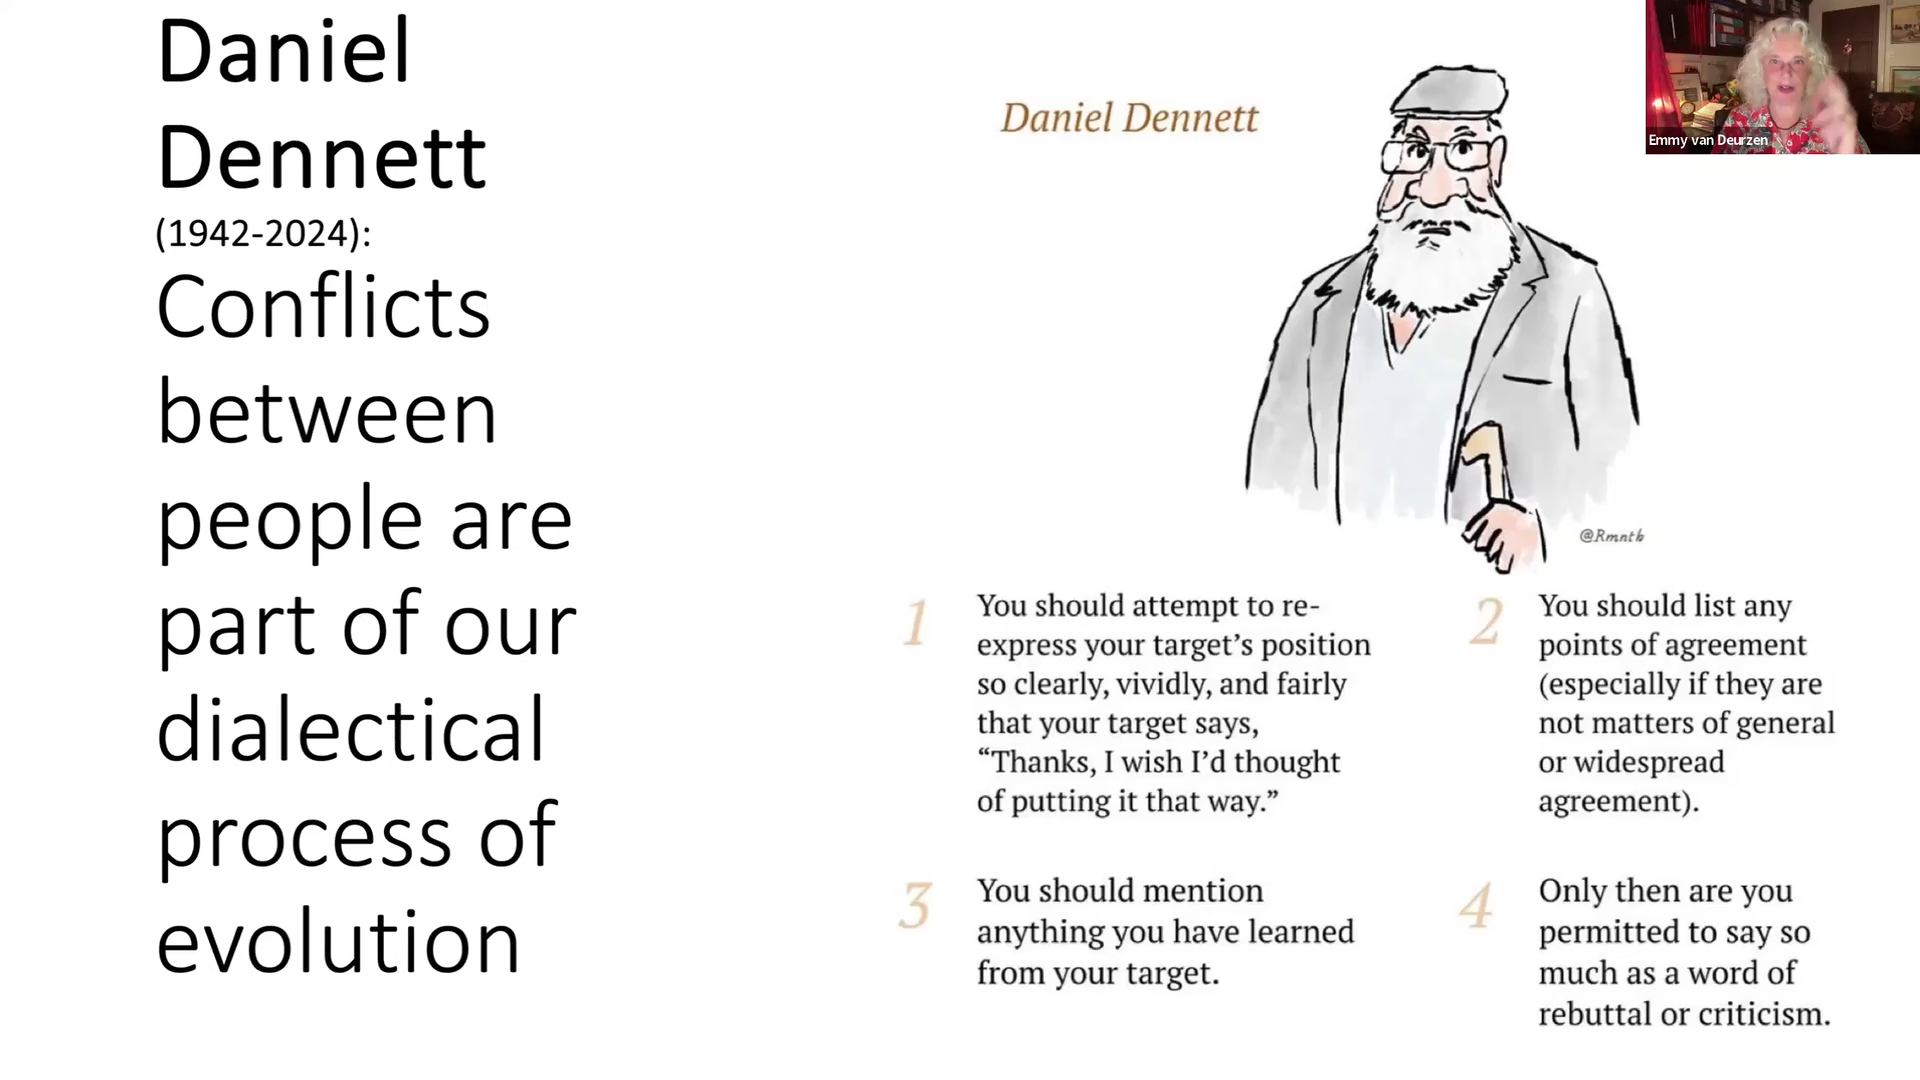 Daniel
Dennett
(1942-2024):
Conflicts
between
people are
part of our
dialectical
process of
evolution
Daniel Dennett
Emmy van Deurzen
@Rmnth
1
You should attempt to re-
express your target’s position
so clearly, vividly, and fairly
that your target says,
“Thanks, I wish I’d thought
of putting it that way.”
2
You should list any
points of agreement
(especially if they are
not matters of general
or widespread
agreement).
3
You should mention
anything you have learned
from your target.
4
Only then are you
permitted to say so
much as a word of
rebuttal or criticism.